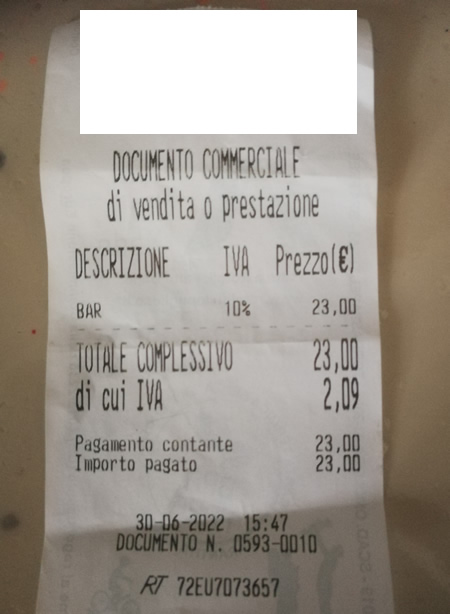 DOCUMENTO COMMERCIALE
di vendita o prestazione
DESCRIZIONE IVA Prezzo(€)
BAR 10% 23,00
TOTALE COMPLESSIVO 23,00
di cui IVA 2,09
Pagamento contante 23,00
Importo pagato 23,00
30-06-2022 15:47
DOCUMENTO N. 0593-0010
RT 72EU7073657